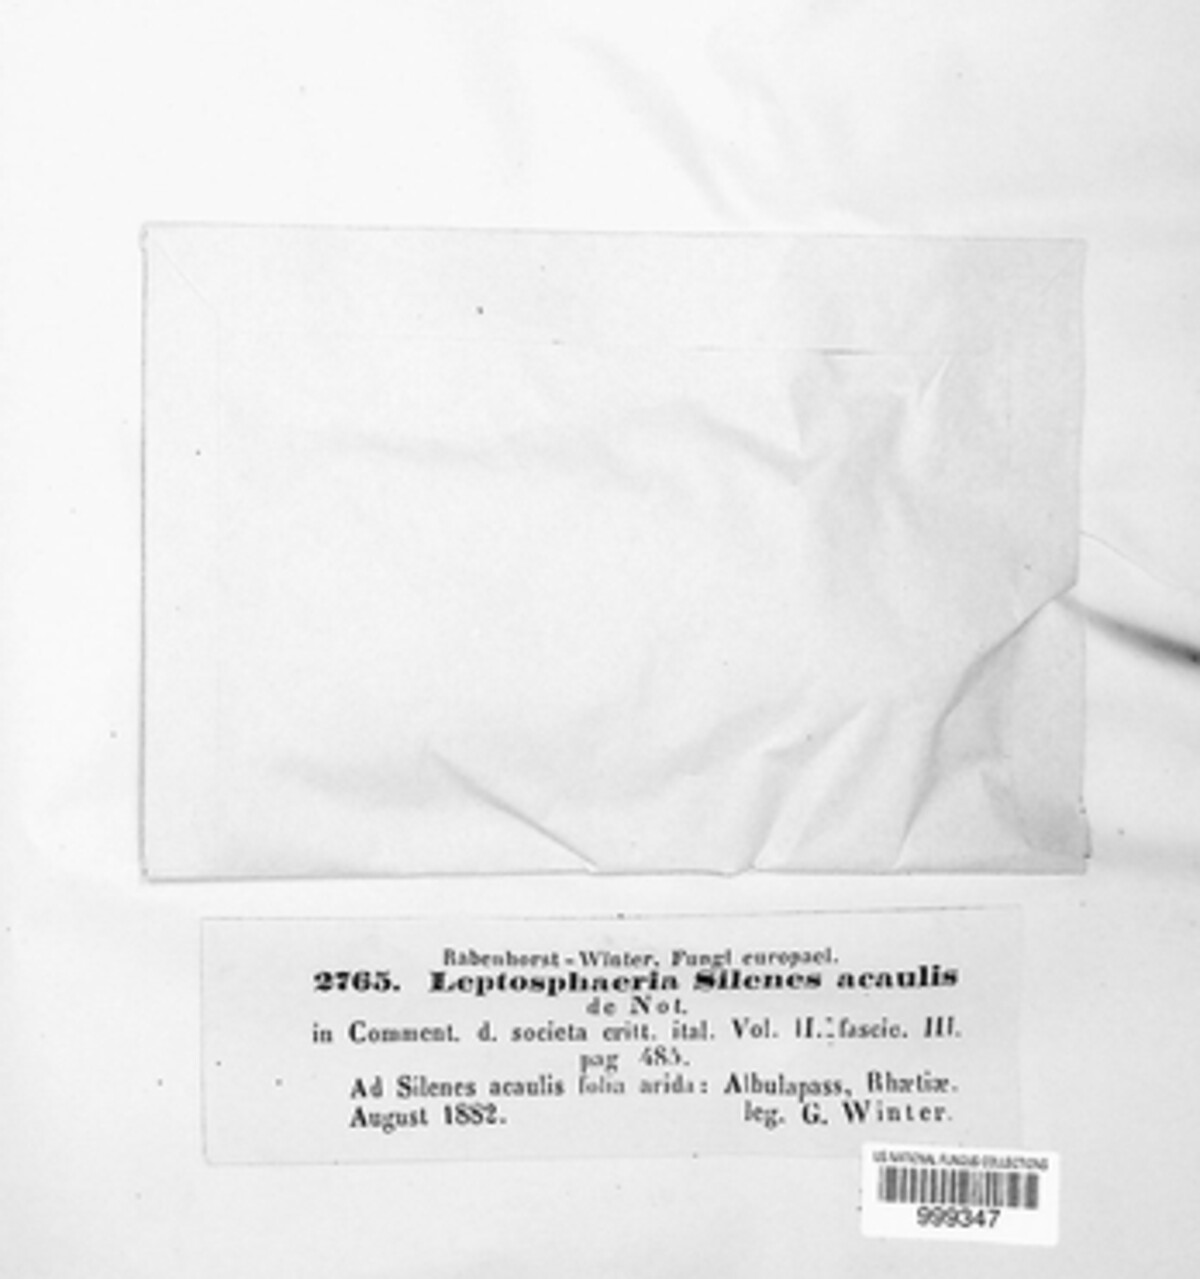 Rabenhorst-Winter, Fungi europaei.
2765. Leptosphaeria Silenes acaulis
de Not.
in Comment. d. societa critt. ital. Vol. II. fascic. III.
pag 485.
Ad Silenes acaulis folia arida: Albulapass, Rhætiæ.
August 1882. leg. G. Winter.
US NATIONAL FUNGUS COLLECTIONS
999347